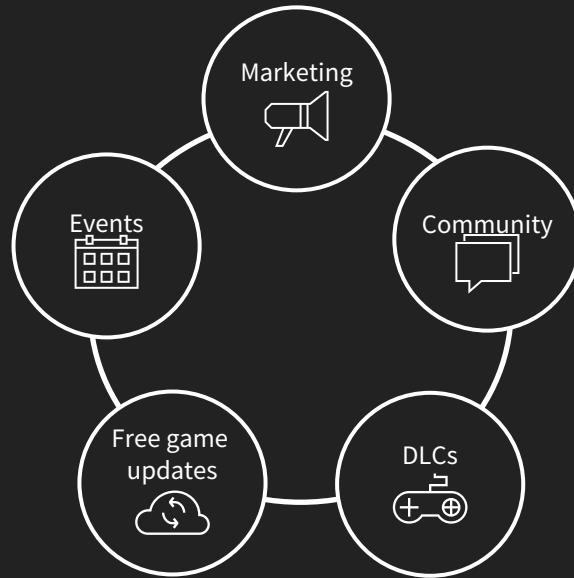 Marketing
Events
Community
Free game
updates
DLCs